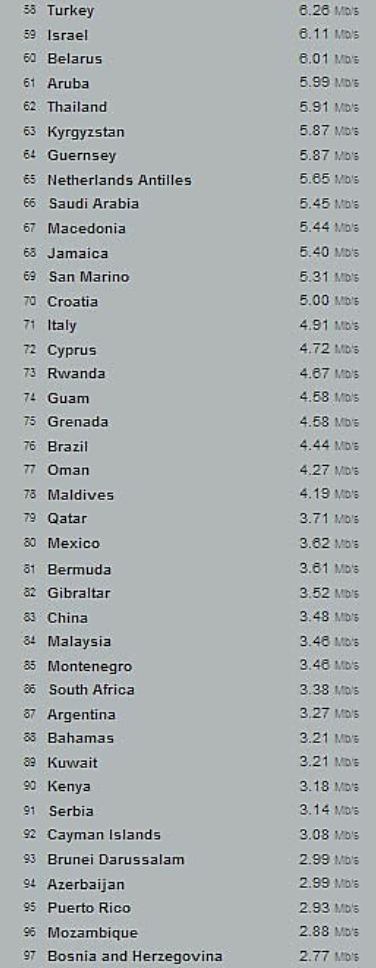 58 Turkey 6.26 Mb/s
59 Israel 6.11 Mb/s
60 Belarus 6.01 Mb/s
61 Aruba 5.99 Mb/s
62 Thailand 5.91 Mb/s
63 Kyrgyzstan 5.87 Mb/s
64 Guernsey 5.87 Mb/s
65 Netherlands Antilles 5.65 Mb/s
66 Saudi Arabia 5.45 Mb/s
67 Macedonia 5.44 Mb/s
68 Jamaica 5.40 Mb/s
69 San Marino 5.31 Mb/s
70 Croatia 5.00 Mb/s
71 Italy 4.91 Mb/s
72 Cyprus 4.72 Mb/s
73 Rwanda 4.67 Mb/s
74 Guam 4.58 Mb/s
75 Grenada 4.58 Mb/s
76 Brazil 4.44 Mb/s
77 Oman 4.27 Mb/s
78 Maldives 4.19 Mb/s
79 Qatar 3.71 Mb/s
80 Mexico 3.62 Mb/s
81 Bermuda 3.61 Mb/s
82 Gibraltar 3.52 Mb/s
83 China 3.48 Mb/s
84 Malaysia 3.46 Mb/s
85 Montenegro 3.46 Mb/s
86 South Africa 3.38 Mb/s
87 Argentina 3.27 Mb/s
88 Bahamas 3.21 Mb/s
89 Kuwait 3.21 Mb/s
90 Kenya 3.18 Mb/s
91 Serbia 3.14 Mb/s
92 Cayman Islands 3.08 Mb/s
93 Brunei Darussalam 2.99 Mb/s
94 Azerbaijan 2.99 Mb/s
95 Puerto Rico 2.93 Mb/s
96 Mozambique 2.88 Mb/s
97 Bosnia and Herzegovina 2.77 Mb/s